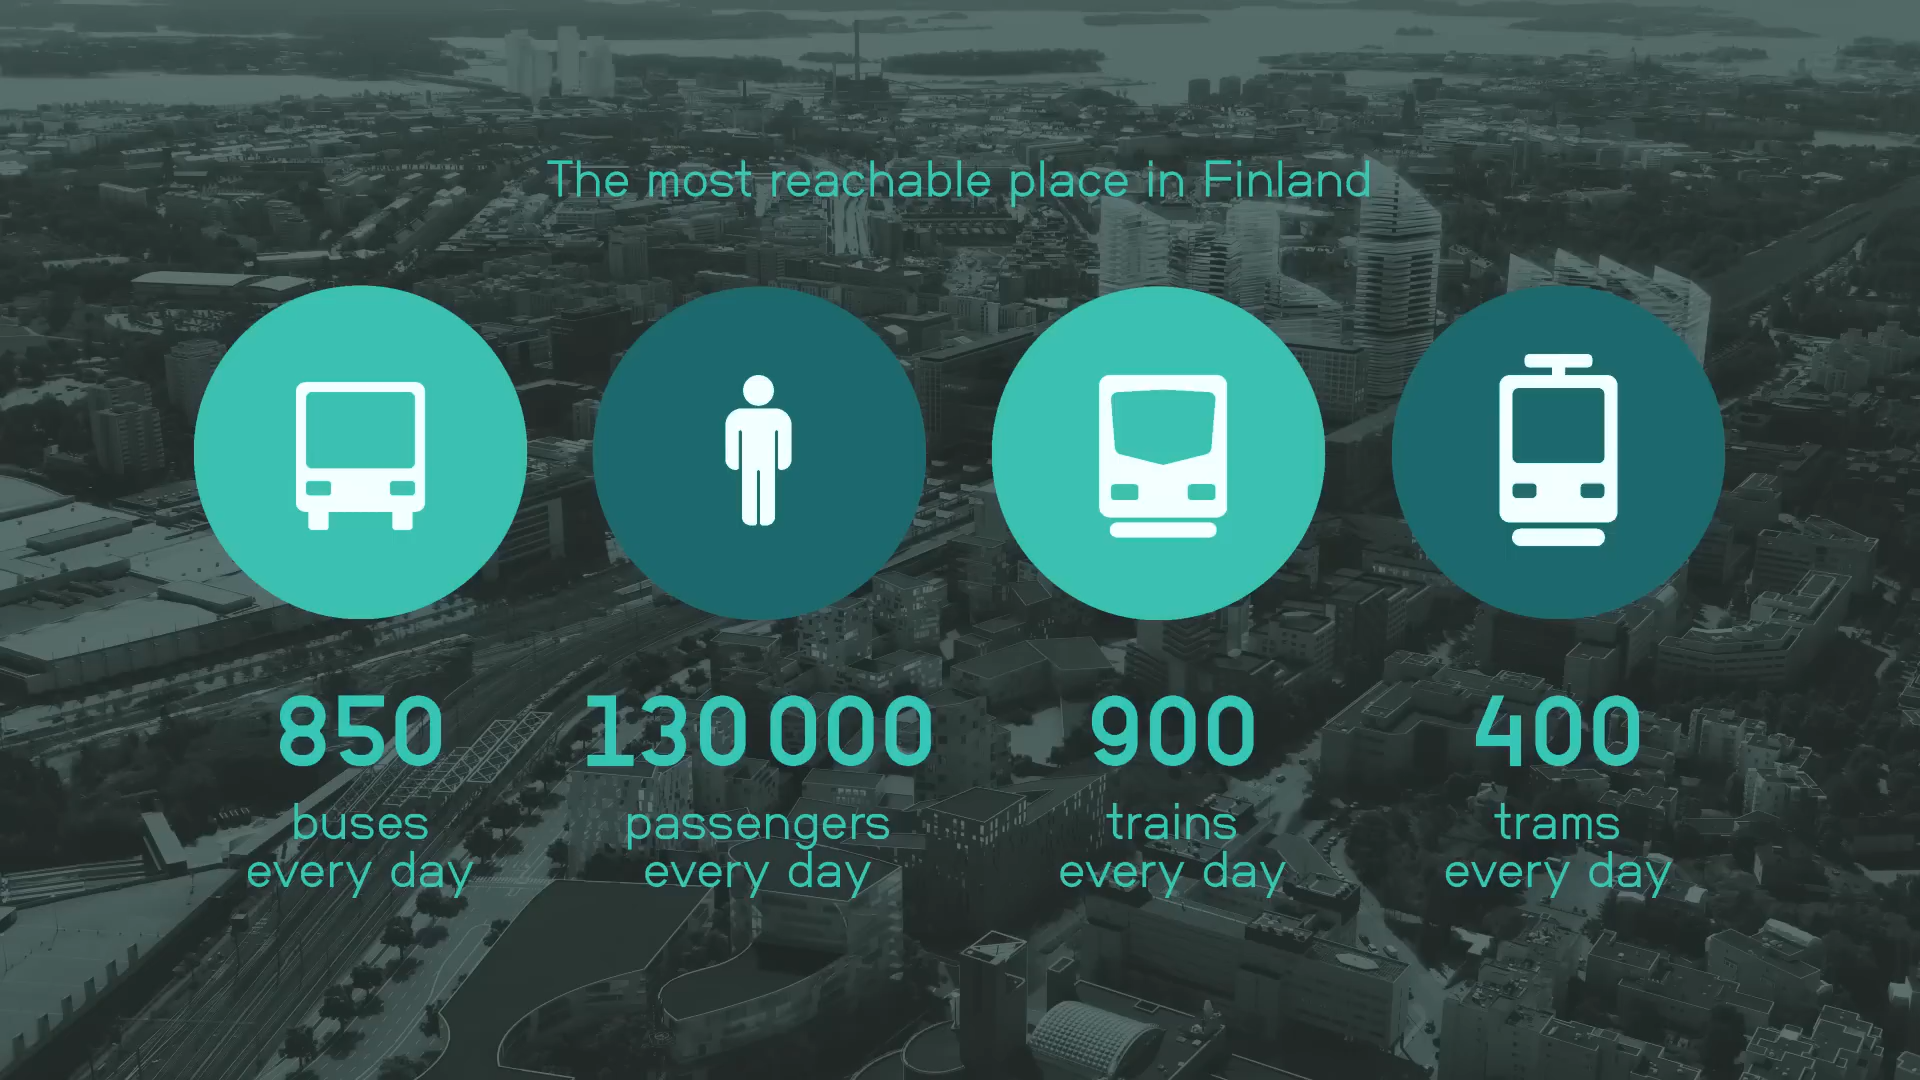 The most reachable place in Finland
850
buses
every day
130 000
passengers
every day
900
trains
every day
400
trams
every day